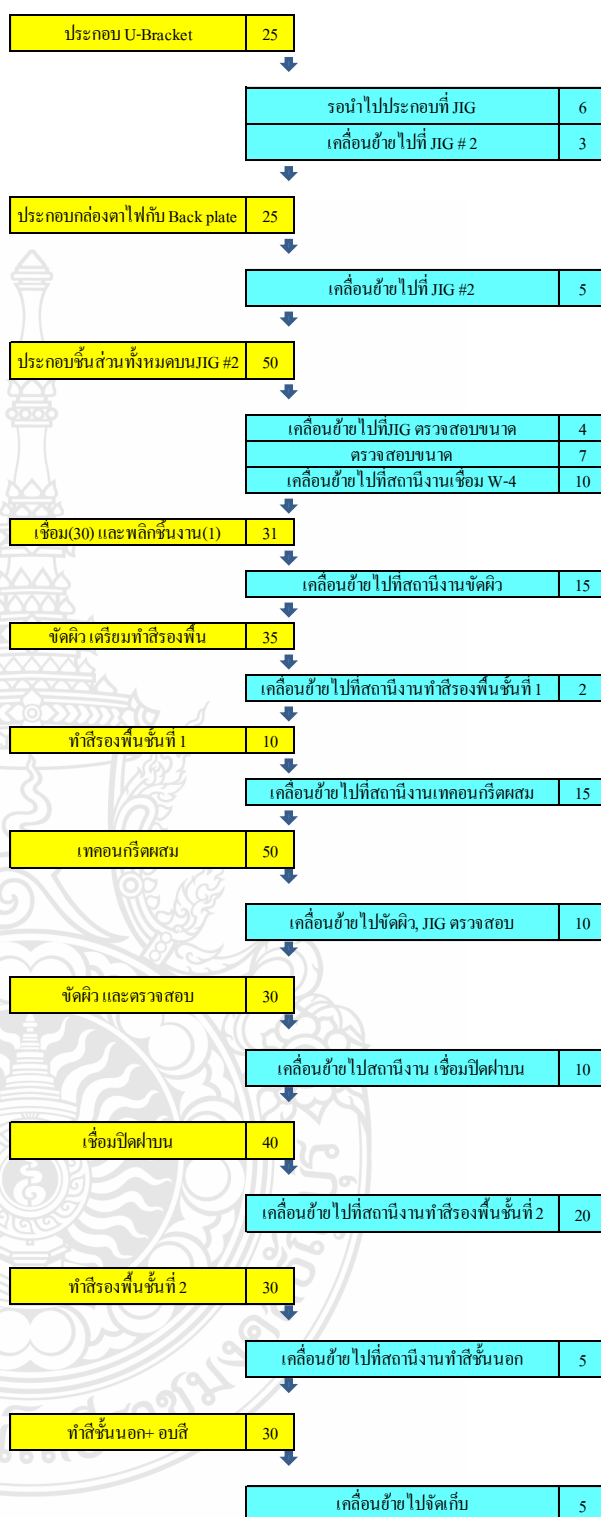 ประกอบ U-Bracket 25
รอนำไปประกอบที่ JIG 6
เคลื่อนย้ายไปที่ JIG # 2 3
ประกอบกล่องตาไฟกับ Back plate 25
เคลื่อนย้ายไปที่ JIG #2 5
ประกอบชิ้นส่วนทั้งหมดบนJIG #2 50
เคลื่อนย้ายไปที่JIG ตรวจสอบขนาด 4
ตรวจสอบขนาด 7
เคลื่อนย้ายไปที่สถานีงานเชื่อม W-4 10
เชื่อม(30) และพลิกชิ้นงาน(1) 31
เคลื่อนย้ายไปที่สถานีงานขัดผิว 15
ขัดผิว เตรียมทำสีรองพื้น 35
เคลื่อนย้ายไปที่สถานีงานทำสีรองพื้นชั้นที่ 1 2
ทำสีรองพื้นชั้นที่ 1 10
เคลื่อนย้ายไปที่สถานีงานเทคอนกรีตผสม 15
เทคอนกรีตผสม 50
เคลื่อนย้ายไปขัดผิว, JIG ตรวจสอบ 10
ขัดผิว และตรวจสอบ 30
เคลื่อนย้ายไปสถานีงาน เชื่อมปิดฝาบน 10
เชื่อมปิดฝาบน 40
เคลื่อนย้ายไปที่สถานีงานทำสีรองพื้นชั้นที่ 2 20
ทำสีรองพื้นชั้นที่ 2 30
เคลื่อนย้ายไปที่สถานีงานทำสีชั้นนอก 5
ทำสีชั้นนอก+ อบสี 30
เคลื่อนย้ายไปจัดเก็บ 5